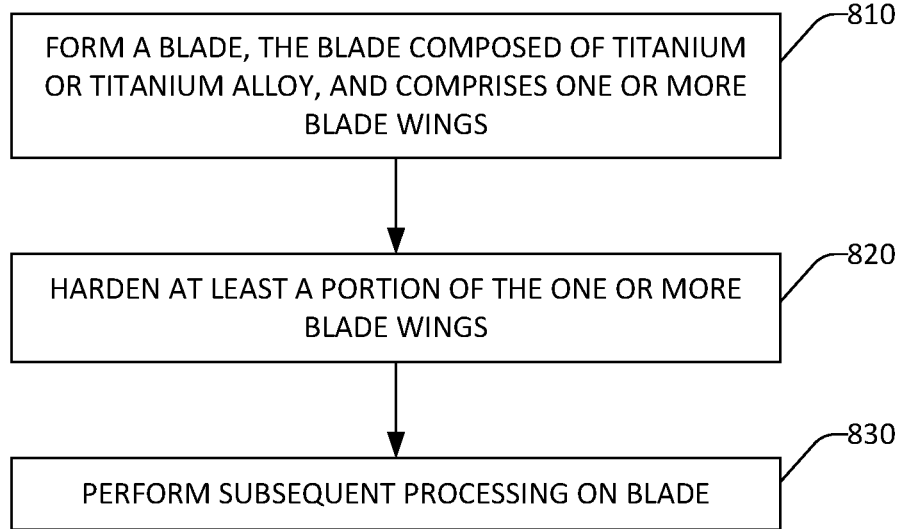 810
FORM A BLADE, THE BLADE COMPOSED OF TITANIUM
OR TITANIUM ALLOY, AND COMPRISES ONE OR MORE
BLADE WINGS
820
HARDEN AT LEAST A PORTION OF THE ONE OR MORE
BLADE WINGS
830
PERFORM SUBSEQUENT PROCESSING ON BLADE